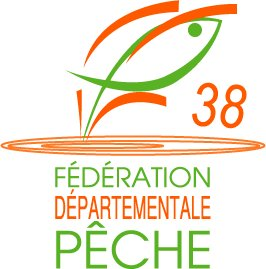 38
FÉDÉRATION
DÉPARTEMENTALE
PÊCHE